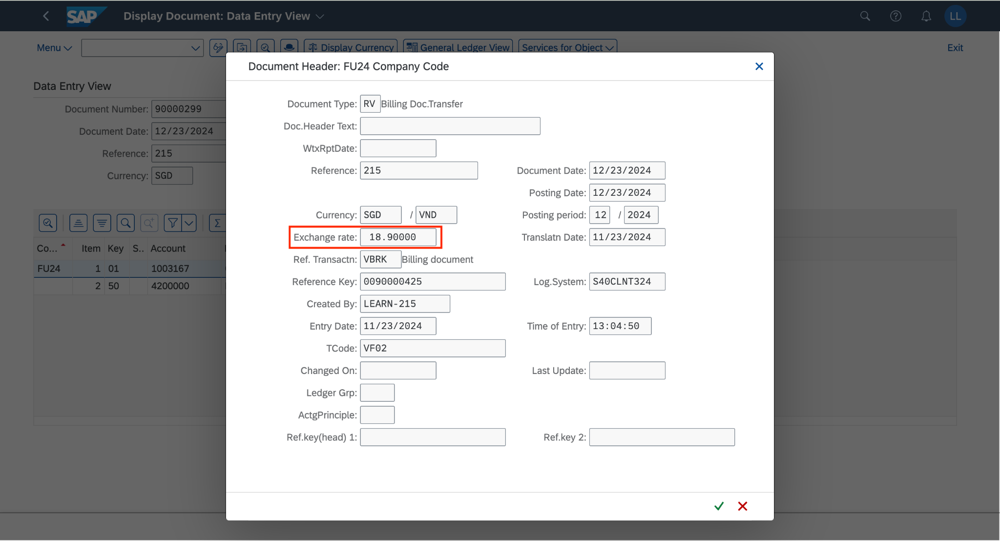 SAP Display Document: Data Entry View LL
Menu Display Currency General Ledger View Services for Object Exit
Data Entry View
Document Number: 90000299
Document Date: 12/23/2024
Reference: 215
Currency: SGD
Co... Item Key S.. Account
FU24 1 01 1003167
2 50 4200000
Document Header: FU24 Company Code
Document Type: RV Billing Doc.Transfer
Doc.Header Text:
WtxRptDate:
Reference: 215 Document Date: 12/23/2024
Posting Date: 12/23/2024
Currency: SGD / VND Posting period: 12 / 2024
Exchange rate: 18.90000 Translatn Date: 11/23/2024
Ref. Transactn: VBRK Billing document
Reference Key: 0090000425 Log.System: S40CLNT324
Created By: LEARN-215
Entry Date: 11/23/2024 Time of Entry: 13:04:50
TCode: VF02
Changed On: Last Update:
Ledger Grp:
ActgPrinciple:
Ref.key(head) 1: Ref.key 2: